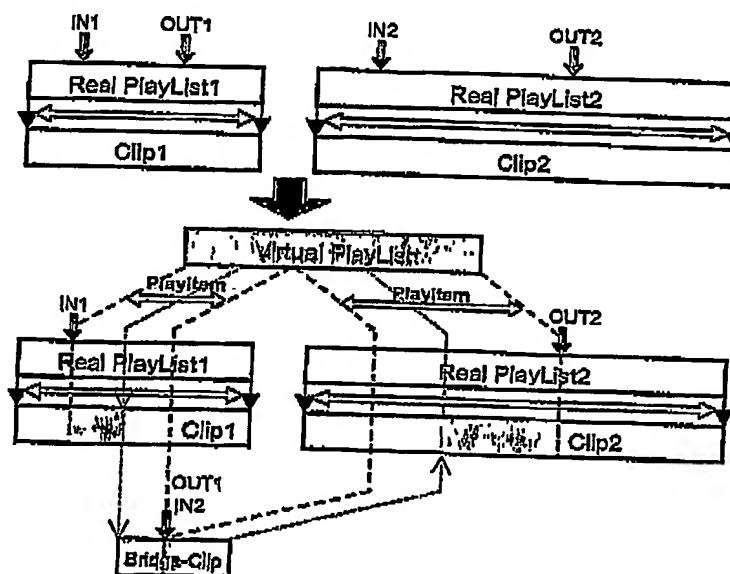 IN1
OUT1
IN2
OUT2
Real PlayList1
Real PlayList2
Clip1
Clip2
Virtual PlayList
PlayItem
PlayItem
IN1
OUT2
Real PlayList1
Real PlayList2
Clip1
Clip2
OUT1
IN2
Bridge-Clip